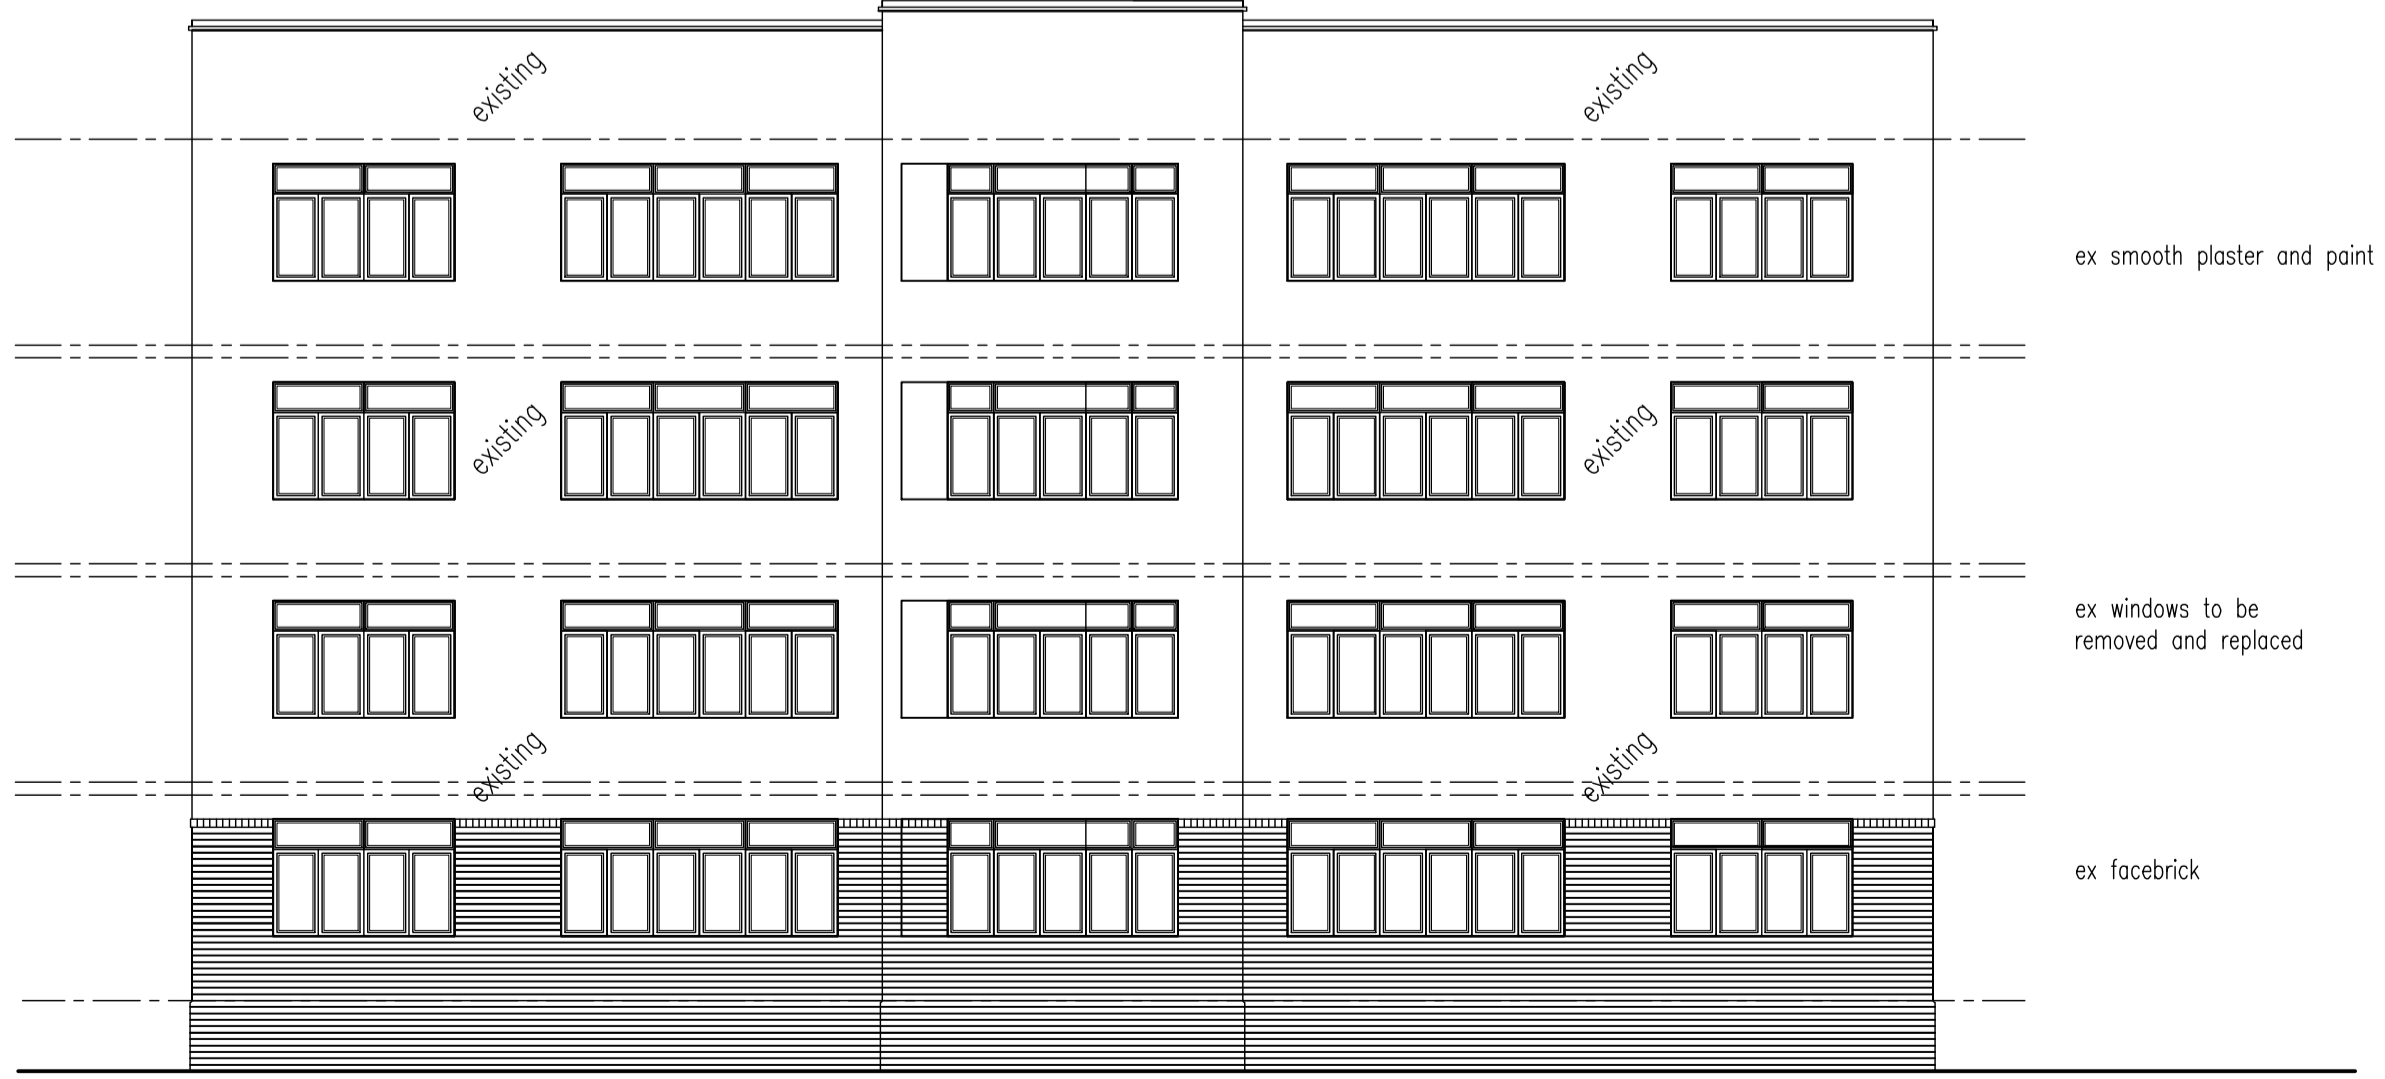 existing
existing
ex smooth plaster and paint
existing
existing
ex windows to be
removed and replaced
existing
existing
ex facebrick